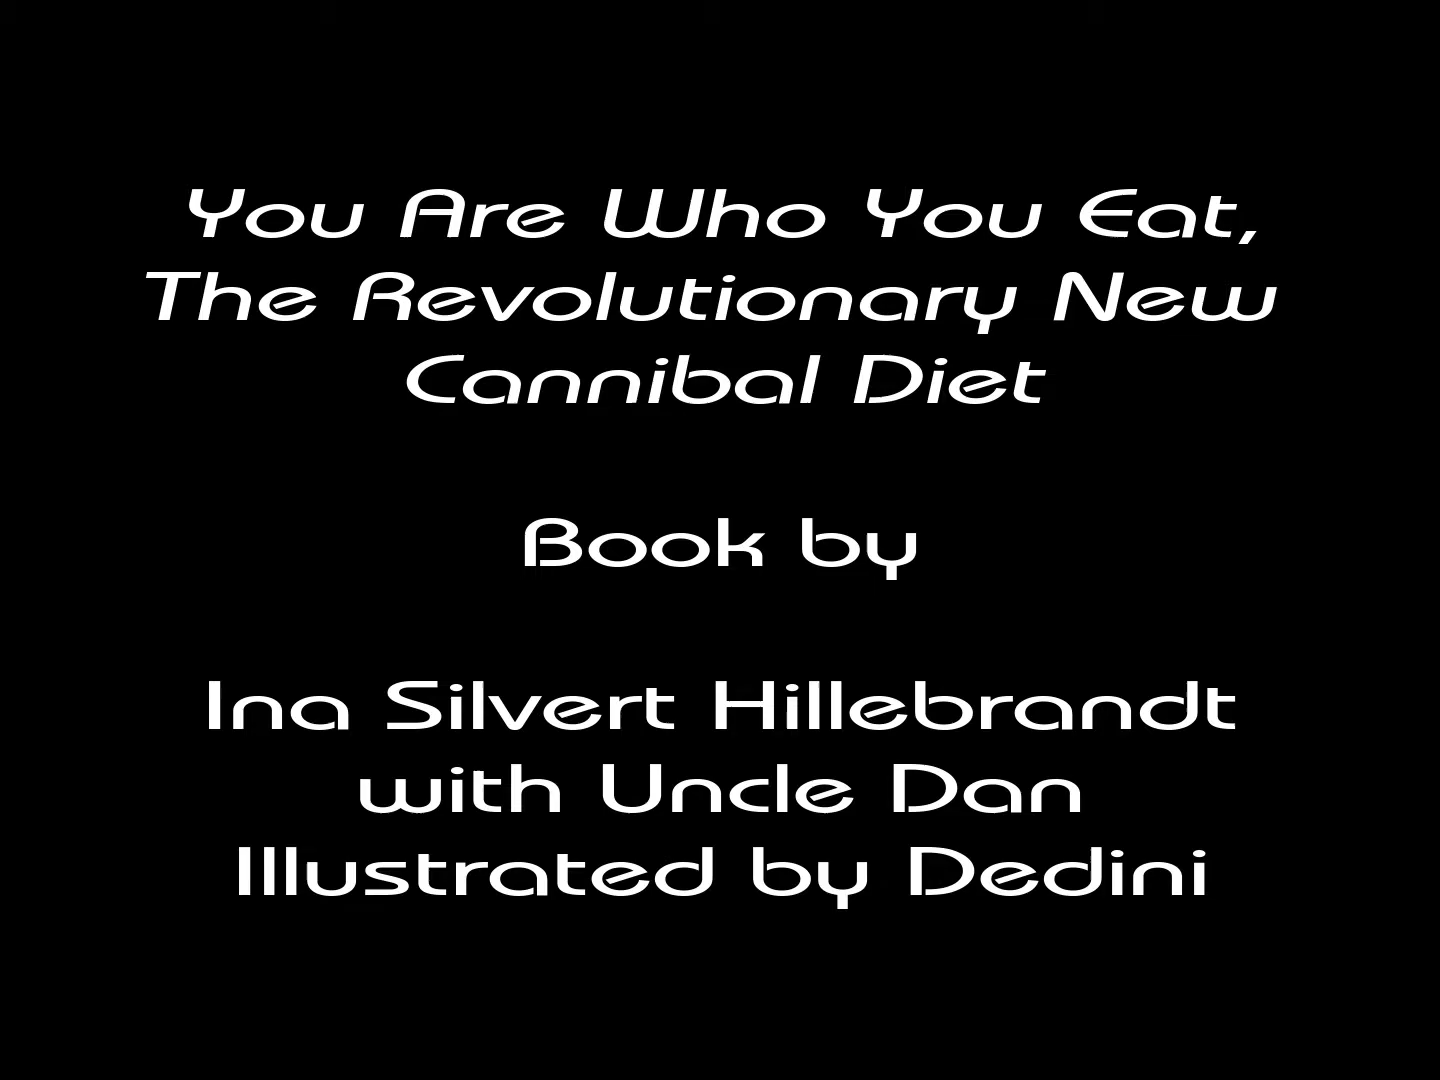 You Are Who You Eat,
The Revolutionary New
Cannibal Diet
Book by
Ina Silvert Hillebrandt
with Uncle Dan
Illustrated by Dedini